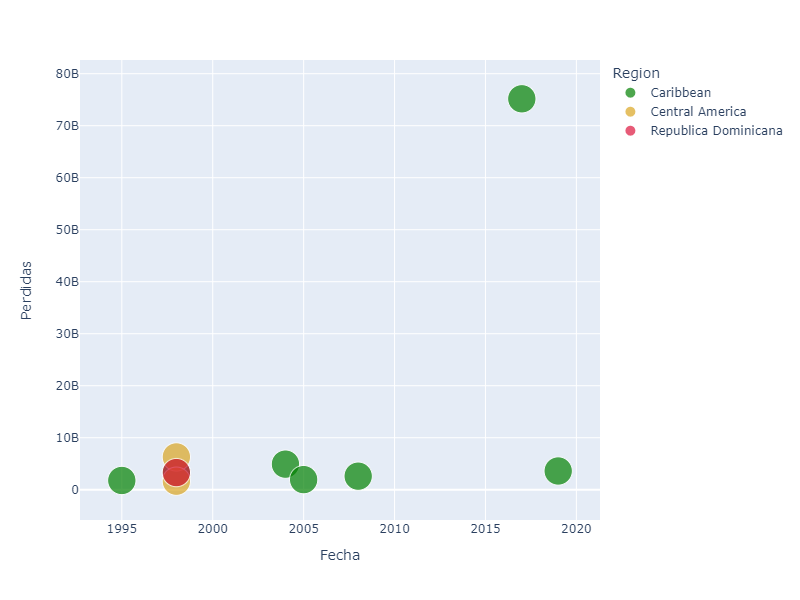 80B
70B
60B
50B
40B
30B
20B
10B
0
1995 2000 2005 2010 2015 2020
Fecha
Perdidas
Region
Caribbean
Central America
Republica Dominicana